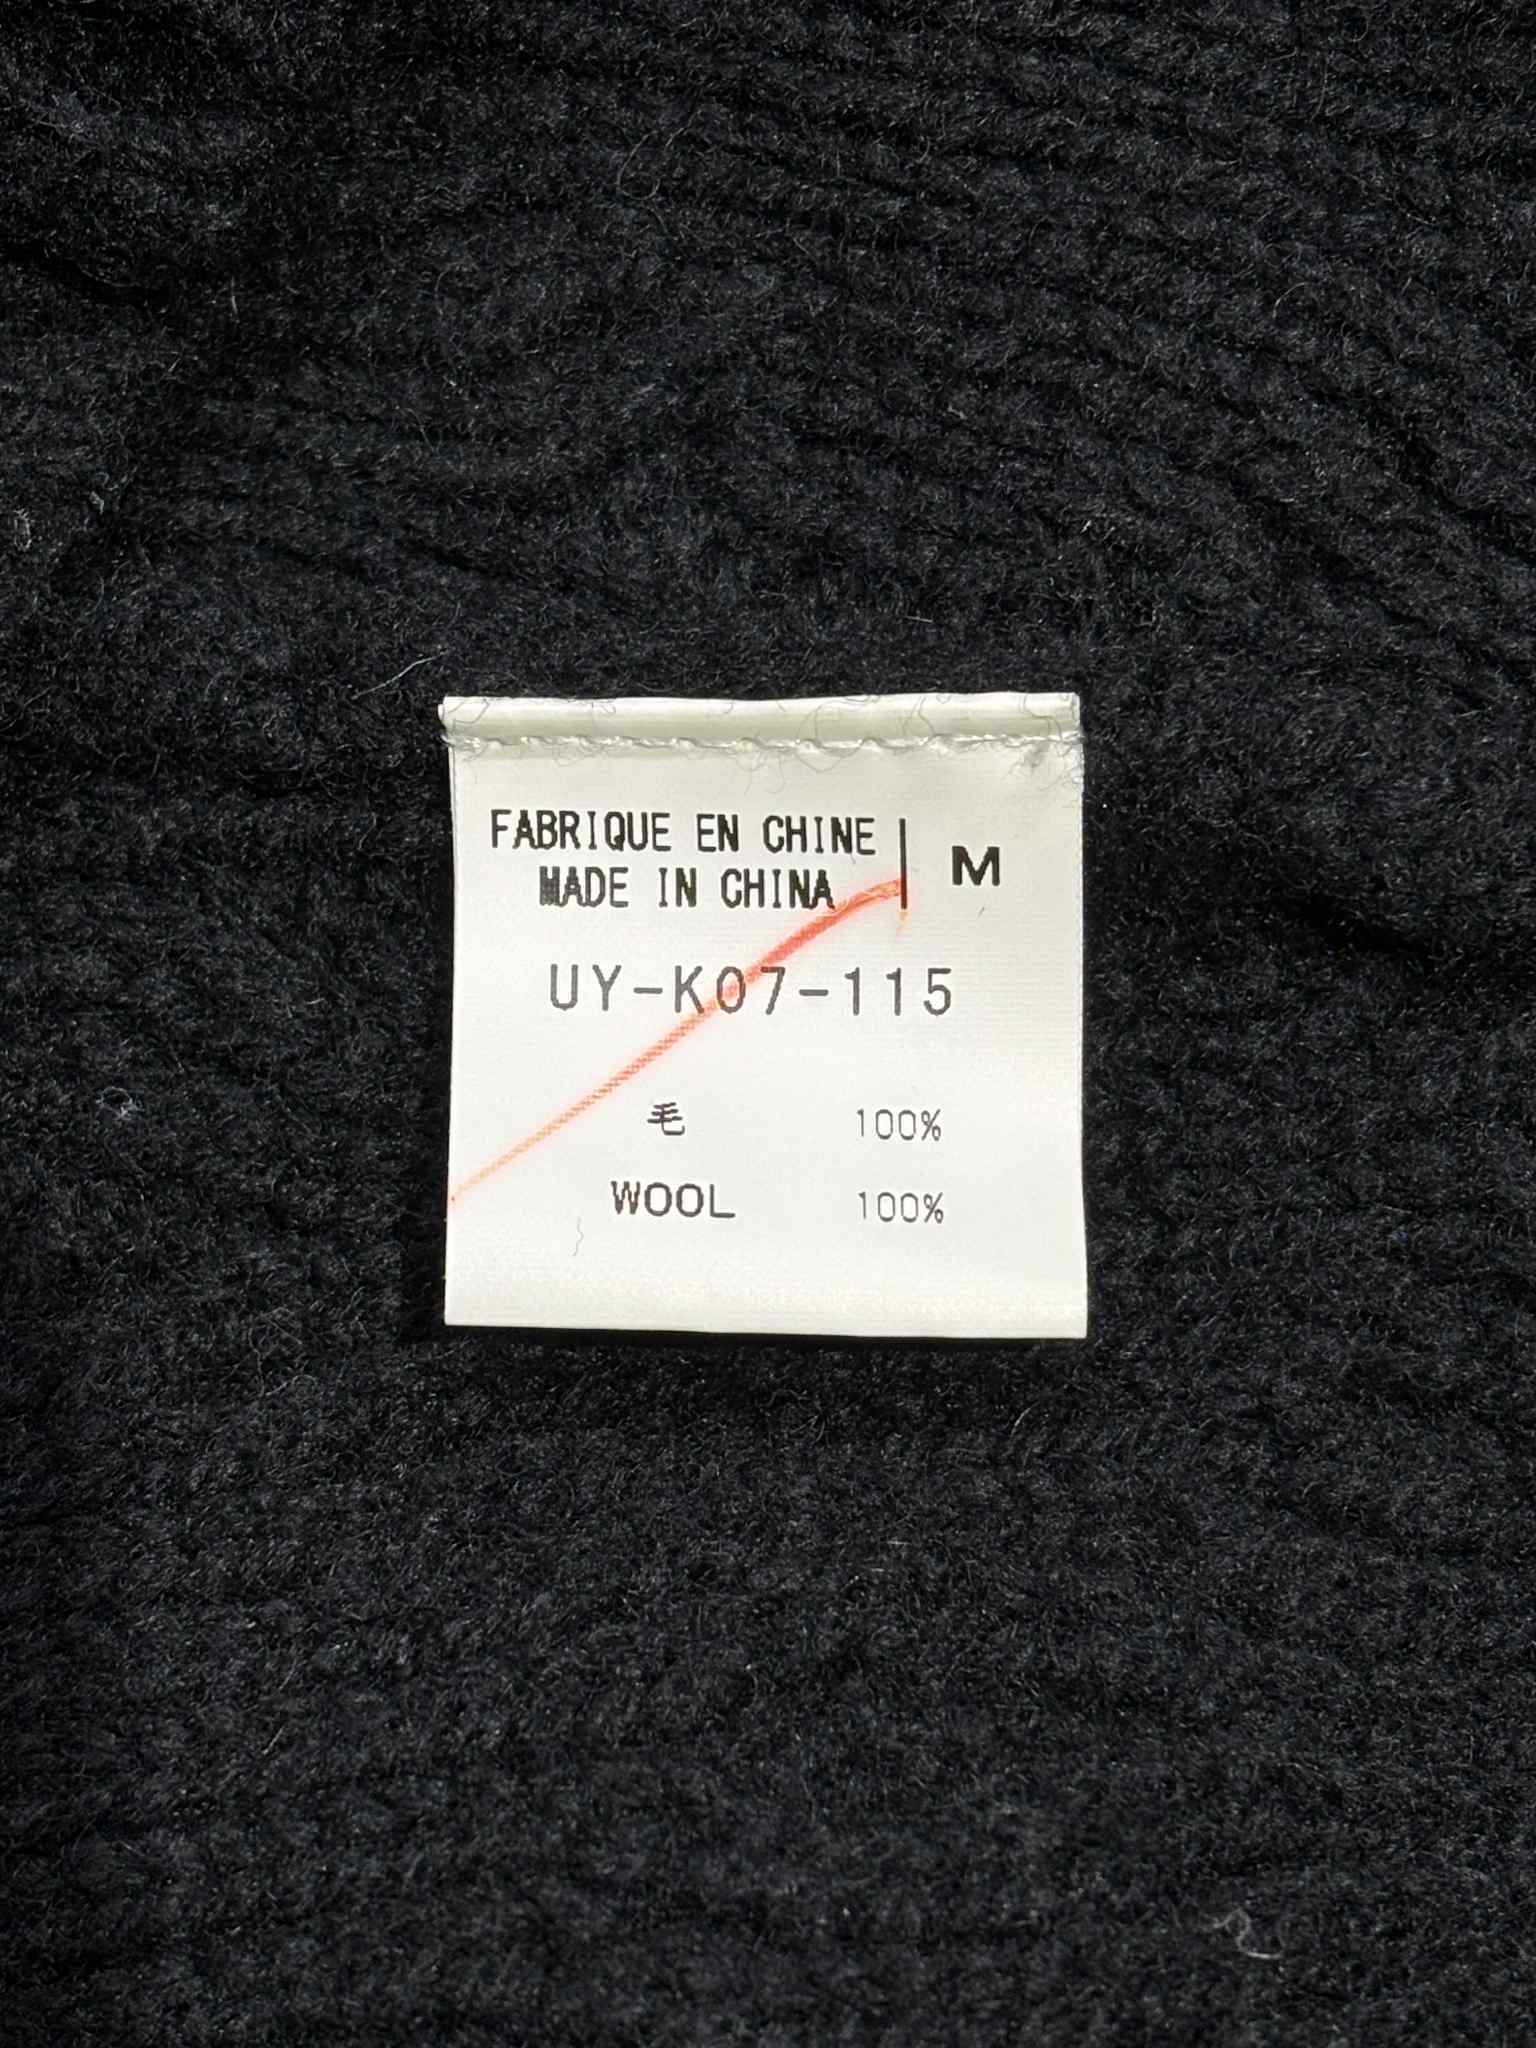 FABRIQUE EN CHINE
MADE IN CHINA
M
UY-K07-115
毛 100%
WOOL 100%